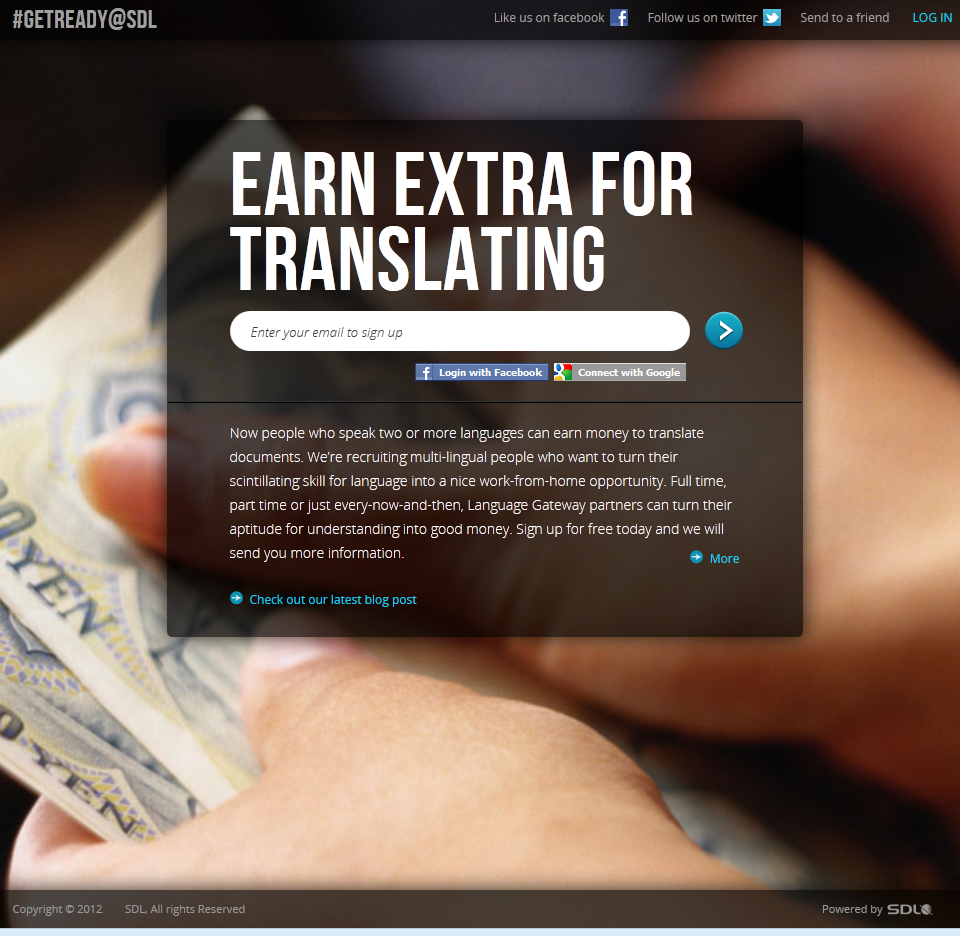 #GETREADY@SDL
Like us on facebook
Follow us on twitter
Send to a friend
LOG IN
EARN EXTRA FOR
TRANSLATING
Enter your email to sign up
Login with Facebook
Connect with Google
Now people who speak two or more languages can earn money to translate
documents. We're recruiting multi-lingual people who want to turn their
scintillating skill for language into a nice work-from-home opportunity. Full time,
part time or just every-now-and-then, Language Gateway partners can turn their
aptitude for understanding into good money. Sign up for free today and we will
send you more information.
More
Check out our latest blog post
YEN
YEN
Copyright © 2012
SDL, All rights Reserved
Powered by SDL